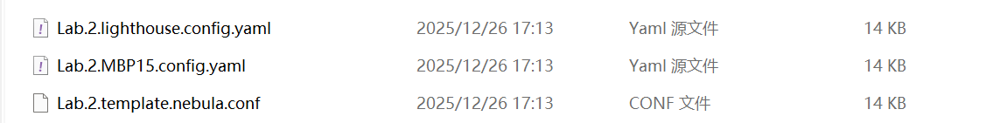 Lab.2.lighthouse.config.yaml 2025/12/26 17:13 Yaml 源文件 14 KB
Lab.2.MBP15.config.yaml 2025/12/26 17:13 Yaml 源文件 14 KB
Lab.2.template.nebula.conf 2025/12/26 17:13 CONF 文件 14 KB